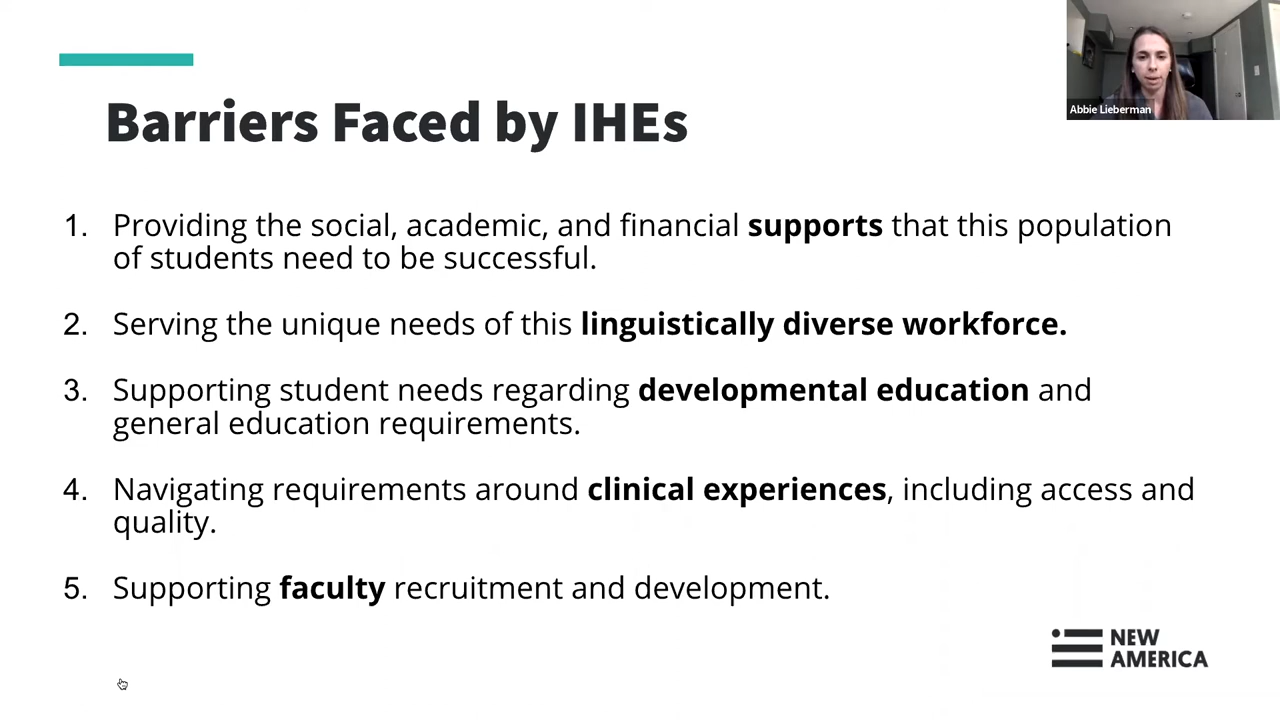 Abbie Lieberman
Barriers Faced by IHEs
1. Providing the social, academic, and financial supports that this population
of students need to be successful.
2. Serving the unique needs of this linguistically diverse workforce.
3. Supporting student needs regarding developmental education and
general education requirements.
4. Navigating requirements around clinical experiences, including access and
quality.
5. Supporting faculty recruitment and development.
NEW
AMERICA